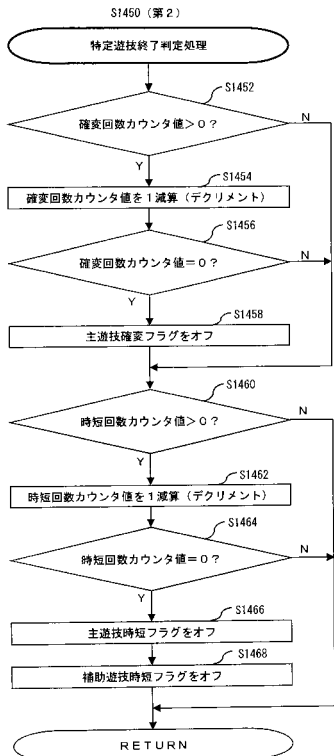 S1450（第２）
特定遊技終了判定処理
S1452
確変回数カウンタ値＞０？
N
Y
S1454
確変回数カウンタ値を１減算（デクリメント）
S1456
確変回数カウンタ値＝０？
N
Y
S1458
主遊技確変フラグをオフ
S1460
時短回数カウンタ値＞０？
N
Y
S1462
時短回数カウンタ値を１減算（デクリメント）
S1464
時短回数カウンタ値＝０？
N
Y
S1466
主遊技時短フラグをオフ
S1468
補助遊技時短フラグをオフ
RETURN